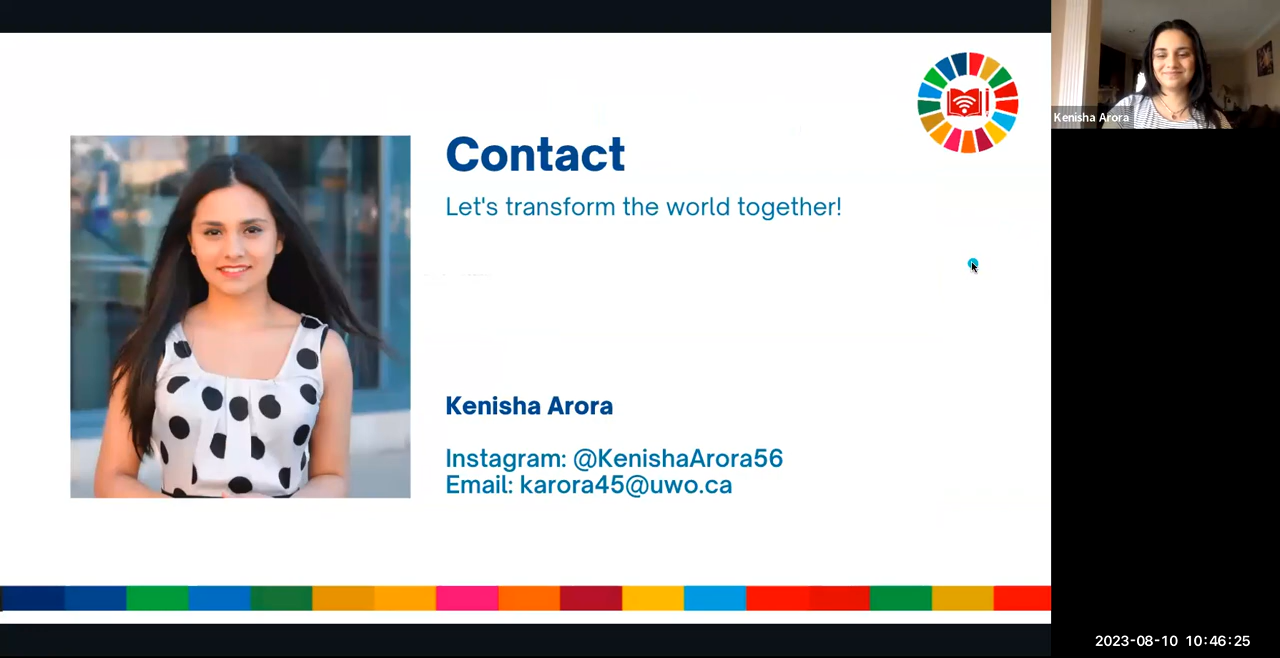 Contact
Let's transform the world together!
Kenisha Arora
Instagram: @KenishaArora56
Email: karora45@uwo.ca
Kenisha Arora
2023-08-10 10:46:25